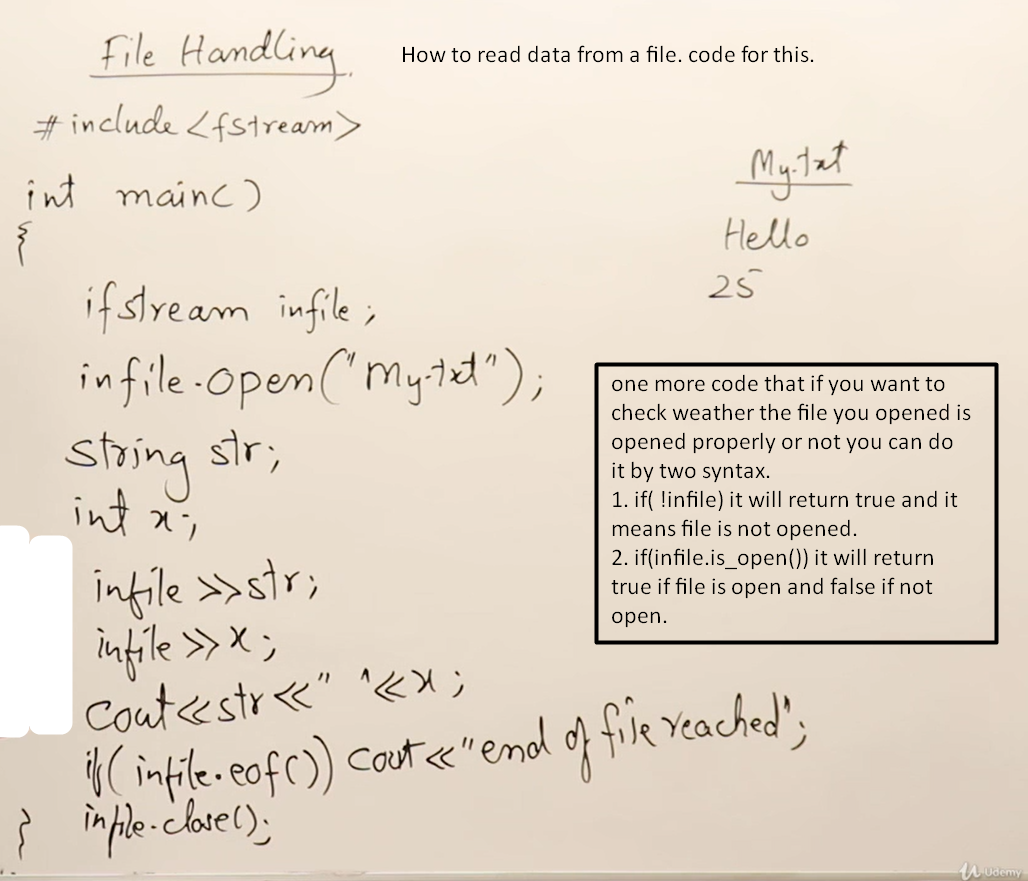 File Handling.
How to read data from a file. code for this.
#include <fstream>
int main()
{
ifstream infile;
infile.open("My.txt");
string str;
int x;
infile >> str;
infile >> x;
cout << str << " " << x;
if( infile.eof()) cout << "end of file reached";
infile.close();
}
My.txt
Hello
25
one more code that if you want to
check weather the file you opened is
opened properly or not you can do
it by two syntax.
1. if( !infile) it will return true and it
means file is not opened.
2. if(infile.is_open()) it will return
true if file is open and false if not
open.
Udemy